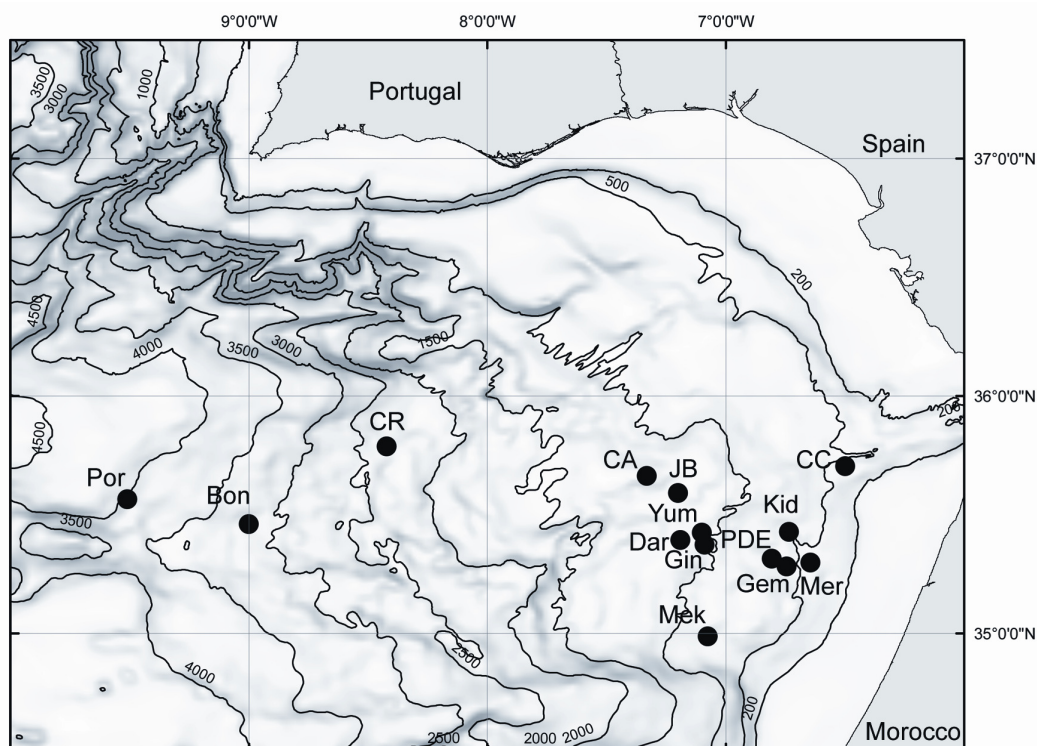 9°0'0"W 8°0'0"W 7°0'0"W
3500
3000
1000
Portugal
Spain
37°0'0"N
500
200
4500
4000
3500
3000
1500
36°0'0"N
200
4500
CR
CA
JB
CC
Por
Bon
Yum
Kid
3500
Dar
PDE
Gin
Gem
Mer
Mek
35°0'0"N
2500
4000
200
2500
2000
2000
Morocco